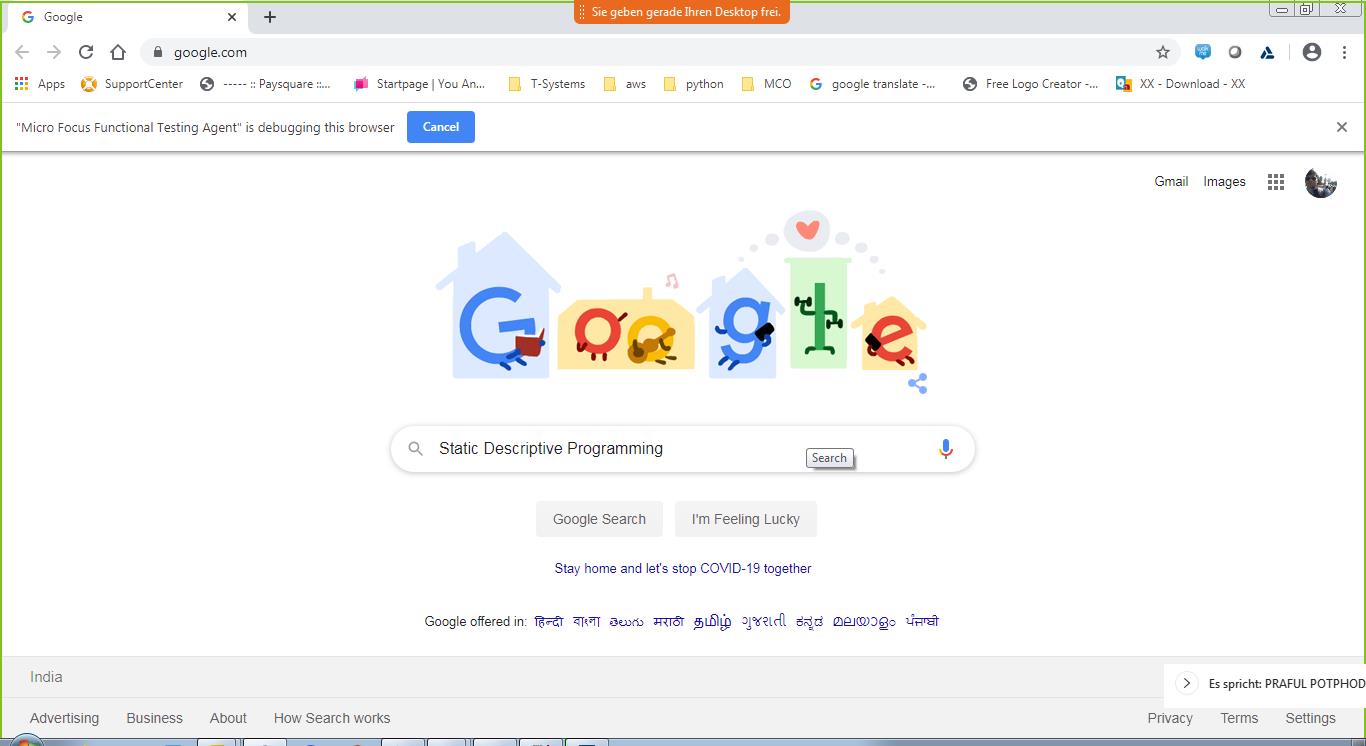 Google
Sie geben gerade Ihren Desktop frei.
google.com
Apps SupportCenter ----- :: Paysquare ::... Startpage | You An... T-Systems aws python MCO google translate -... Free Logo Creator -... XX - Download - XX
"Micro Focus Functional Testing Agent" is debugging this browser Cancel
Gmail Images
Google
Static Descriptive Programming
Search
Google Search I'm Feeling Lucky
Stay home and let's stop COVID-19 together
Google offered in: हिन्दी বাংলা తెలుగు मराठी தமிழ் ગુજરાતી ಕನ್ನಡ മലയാളം ਪੰਜਾਬੀ
India
Es spricht: PRAFUL POTPHOD
Advertising Business About How Search works Privacy Terms Settings